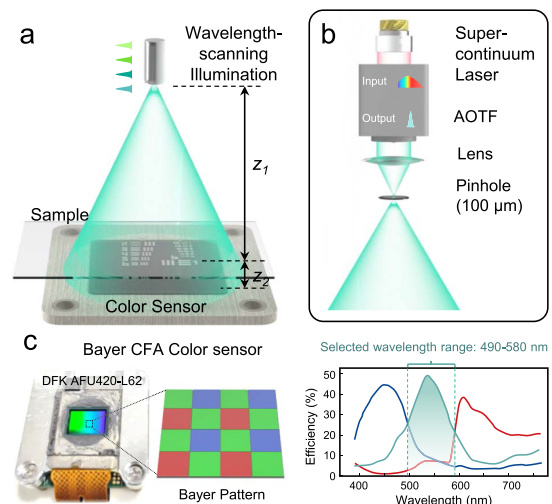 a
Wavelength-
scanning
Illumination
z1
Sample
z2
Color Sensor
b
Super-
continuum
Laser
Input
Output
AOTF
Lens
Pinhole
(100 μm)
c
Bayer CFA Color sensor
DFK AFU420-L62
Bayer Pattern
Selected wavelength range: 490-580 nm
Efficiency (%)
50
40
30
20
10
0
400 500 600 700
Wavelength (nm)